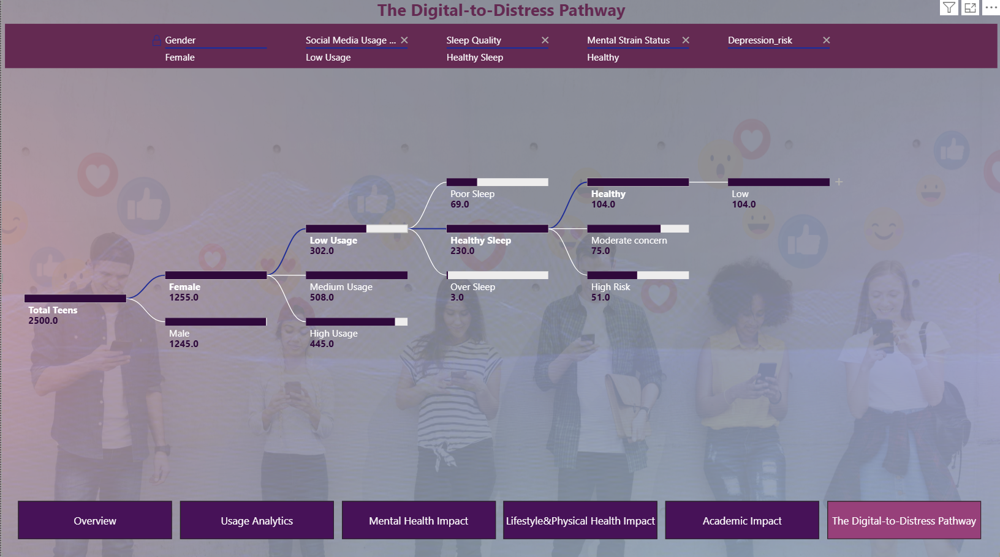 The Digital-to-Distress Pathway
Gender
Social Media Usage ...
Sleep Quality
Mental Strain Status
Depression_risk
Female
Low Usage
Healthy Sleep
Healthy
Total Teens
2500.0
Female
1255.0
Male
1245.0
Low Usage
302.0
Medium Usage
508.0
High Usage
445.0
Poor Sleep
69.0
Healthy Sleep
230.0
Over Sleep
3.0
Healthy
104.0
Moderate concern
75.0
High Risk
51.0
Low
104.0
Overview
Usage Analytics
Mental Health Impact
Lifestyle&Physical Health Impact
Academic Impact
The Digital-to-Distress Pathway